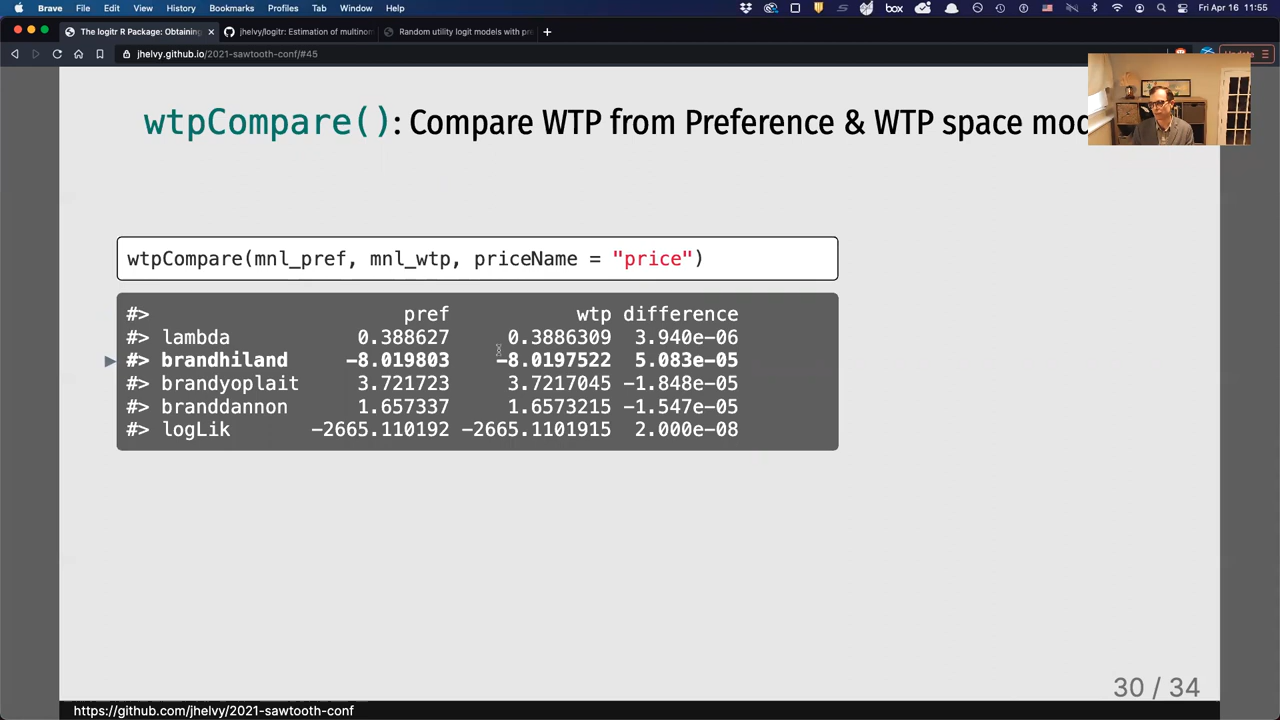 Brave File Edit View History Bookmarks Profiles Tab Window Help box Fri Apr 16 11:55
The logitr R Package: Obtaining jhelvy/logitr: Estimation of multinom Random utility logit models with pre
jhelvy.github.io/2021-sawtooth-conf/#45 Update
wtpCompare(): Compare WTP from Preference & WTP space mod
wtpCompare(mnl_pref, mnl_wtp, priceName = "price")
#> pref wtp difference
#> lambda 0.388627 0.3886309 3.940e-06
#> brandhiland -8.019803 -8.0197522 5.083e-05
#> brandyoplait 3.721723 3.7217045 -1.848e-05
#> branddannon 1.657337 1.6573215 -1.547e-05
#> logLik -2665.110192 -2665.1101915 2.000e-08
30 / 34
https://github.com/jhelvy/2021-sawtooth-conf